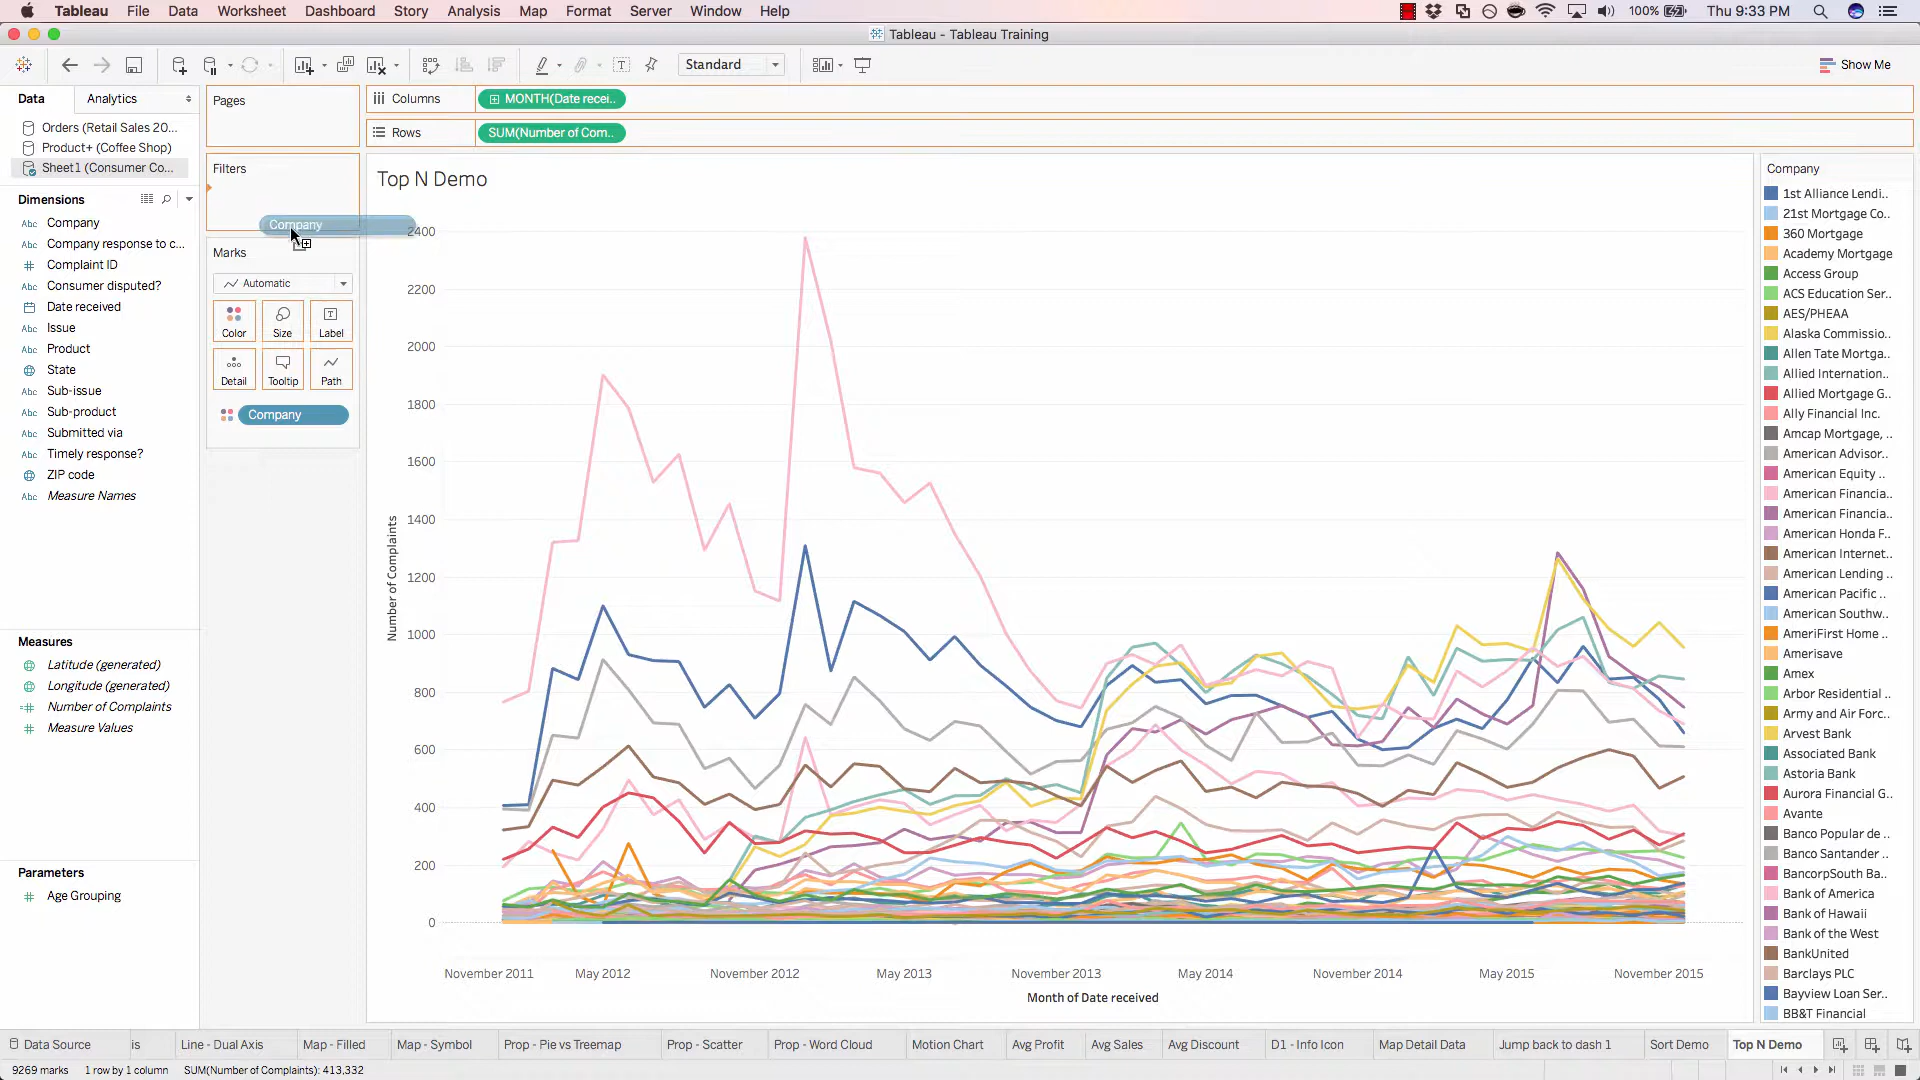 Tableau File Data Worksheet Dashboard Story Analysis Map Format Server Window Help
100% Thu 9:33 PM
Tableau - Tableau Training
Standard
Show Me
Data Analytics
Orders (Retail Sales 20...
Product+ (Coffee Shop)
Sheet1 (Consumer Co...
Dimensions
Abc Company
Abc Company response to c...
Complaint ID
Abc Consumer disputed?
Date received
Abc Issue
Abc Product
State
Abc Sub-issue
Abc Sub-product
Abc Submitted via
Abc Timely response?
ZIP code
Abc Measure Names
Measures
Latitude (generated)
Longitude (generated)
Number of Complaints
Measure Values
Parameters
Age Grouping
Pages
Filters
Company
Marks
Automatic
Color Size Label
Detail Tooltip Path
Company
Columns MONTH(Date recei..
Rows SUM(Number of Com..
Top N Demo
2400
2200
2000
1800
1600
1400
1200
1000
800
600
400
200
0
Number of Complaints
November 2011 May 2012 November 2012 May 2013 November 2013 May 2014 November 2014 May 2015 November 2015
Month of Date received
Company
1st Alliance Lendi..
21st Mortgage Co..
360 Mortgage
Academy Mortgage
Access Group
ACS Education Ser..
AES/PHEAA
Alaska Commissio..
Allen Tate Mortga..
Allied Internation..
Allied Mortgage G..
Ally Financial Inc.
Amcap Mortgage, ..
American Advisor..
American Equity ..
American Financia..
American Financia..
American Honda F..
American Internet..
American Lending ..
American Pacific ..
American Southw..
AmeriFirst Home ..
Amerisave
Amex
Arbor Residential ..
Army and Air Forc..
Arvest Bank
Associated Bank
Astoria Bank
Aurora Financial G..
Avante
Banco Popular de ..
Banco Santander ..
BancorpSouth Ba..
Bank of America
Bank of Hawaii
Bank of the West
BankUnited
Barclays PLC
Bayview Loan Ser..
BB&T Financial
Data Source is Line - Dual Axis Map - Filled Map - Symbol Prop - Pie vs Treemap Prop - Scatter Prop - Word Cloud Motion Chart Avg Profit Avg Sales Avg Discount D1 - Info Icon Map Detail Data Jump back to dash 1 Sort Demo Top N Demo
9269 marks 1 row by 1 column SUM(Number of Complaints): 413,332